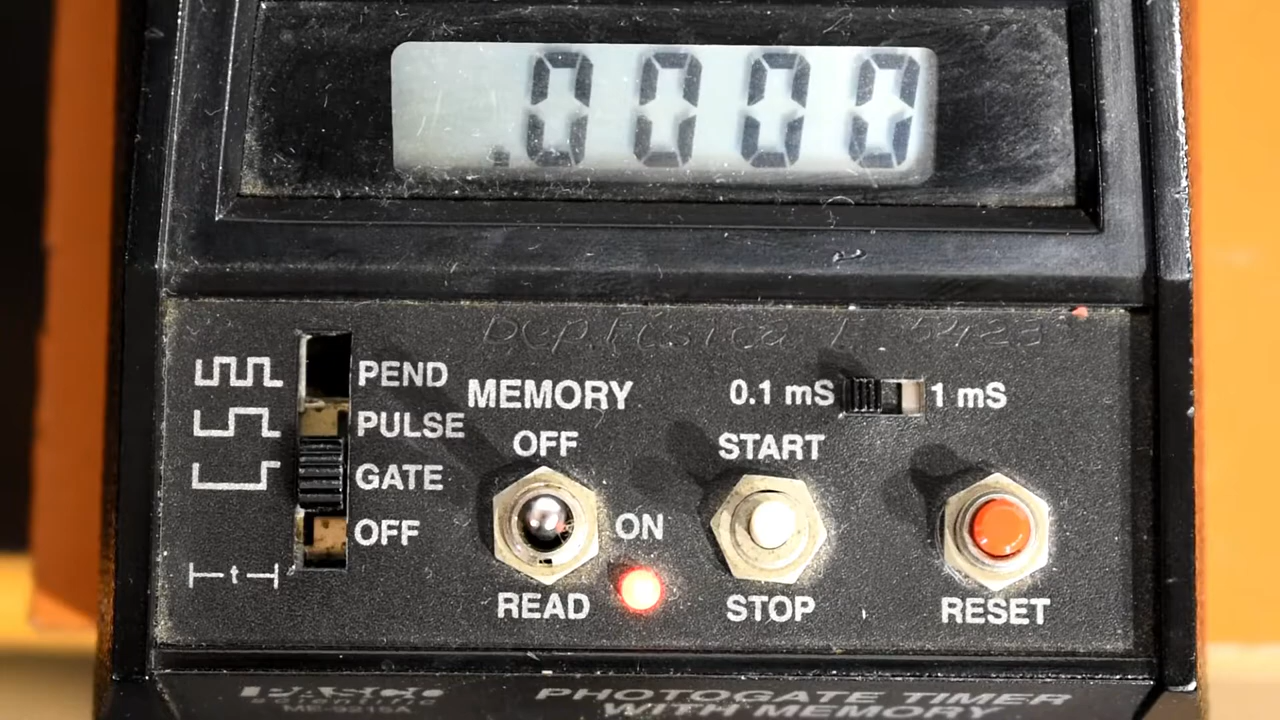 .0000
PEND
MEMORY
0.1 mS
1 mS
PULSE
OFF
START
GATE
ON
OFF
READ
STOP
RESET
t
Scientific
PHOTOGATE TIMER
WITH MEMORY